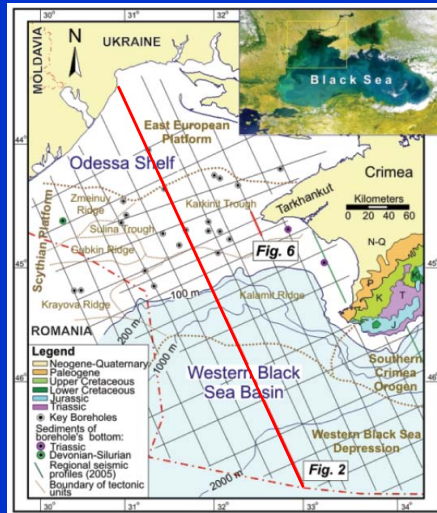 30°
31°
32°
33°
34°
MOLDAVIA
N
UKRAINE
Black Sea
East European
Platform
Odessa Shelf
Crimea
Kilometers
0 20 40 60
44°
Tarkhankut
Zmeinuy
Ridge
Karkinit Trough
Sulina Trough
Gubkin Ridge
Scythian Platform
Fig. 6
N-Q
P
K
T
J
45°
45°
Krayova Ridge
100 m
Kalamit Ridge
200 m
1000 m
ROMANIA
Legend
Neogene-Quaternary
Paleogene
Upper Cretaceous
Lower Cretaceous
Jurassic
Triassic
Key Boreholes
Sediments of
borehole's bottom:
Triassic
Devonian-Silurian
Regional seismic
profiles (2005)
Boundary of tectonic
units
Western Black
Sea Basin
Southern
Crimea
Orogen
46°
46°
Western Black Sea
Depression
Fig. 2
2000 m
30°
31°
32°
33°
34°